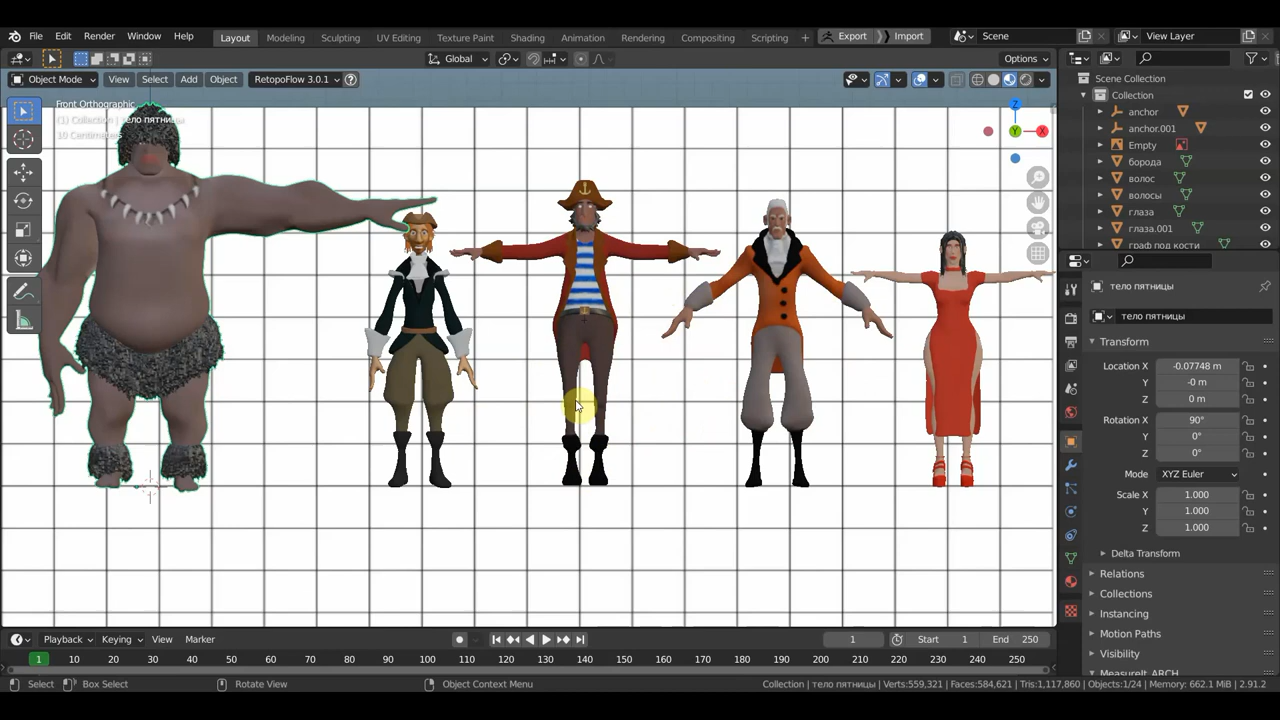 File Edit Render Window Help Layout Modeling Sculpting UV Editing Texture Paint Shading Animation Rendering Compositing Scripting + Export Import Scene View Layer
Global Options
Object Mode View Select Add Object RetopoFlow 3.0.1
Scene Collection
Collection
anchor
anchor.001
Empty
борода
волос
волосы
глаза
глаза.001
граф под кости
Front Orthographic
(1) Collection | тело пятницы
10 Centimeters
Z
Y
X
тело пятницы
тело пятницы
Transform
Location X -0.07748 m
Y -0 m
Z 0 m
Rotation X 90°
Y 0°
Z 0°
Mode XYZ Euler
Scale X 1.000
Y 1.000
Z 1.000
Delta Transform
Relations
Collections
Instancing
Motion Paths
Visibility
MeasureIt_ARCH
Playback Keying View Marker 1 Start 1 End 250
1 10 20 30 40 50 60 70 80 90 100 110 120 130 140 150 160 170 180 190 200 210 220 230 240 250
Select Box Select Rotate View Object Context Menu Collection | тело пятницы | Verts:559,321 | Faces:584,621 | Tris:1,117,860 | Objects:1/24 | Memory: 662.1 MiB | 2.91.2